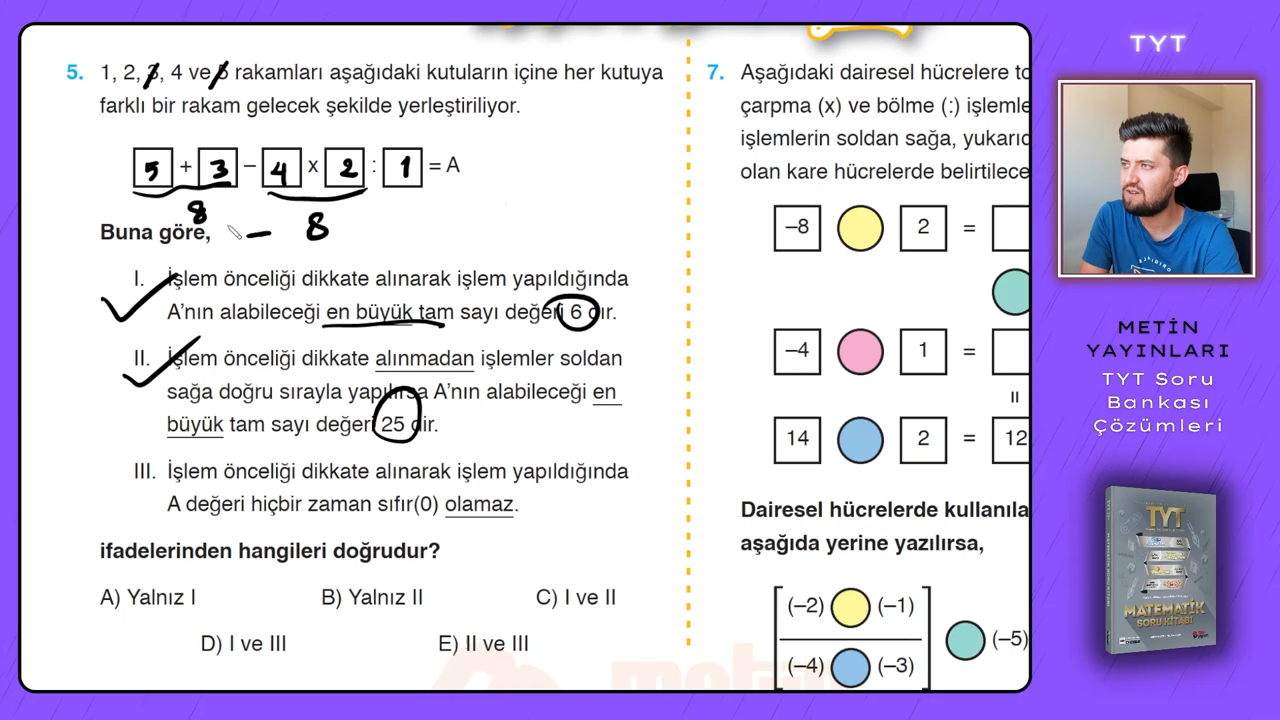 5. 1, 2, 3, 4 ve 5 rakamları aşağıdaki kutuların içine her kutuya
farklı bir rakam gelecek şekilde yerleştiriliyor.
5 + 3 – 4 x 2 : 1 = A
8 – 8
Buna göre,
I. İşlem önceliği dikkate alınarak işlem yapıldığında
A'nın alabileceği en büyük tam sayı değeri 6 dır.
II. İşlem önceliği dikkate alınmadan işlemler soldan
sağa doğru sırayla yapılırsa A'nın alabileceği en
büyük tam sayı değeri 25 dir.
III. İşlem önceliği dikkate alınarak işlem yapıldığında
A değeri hiçbir zaman sıfır(0) olamaz.
ifadelerinden hangileri doğrudur?
A) Yalnız I B) Yalnız II C) I ve II
D) I ve III E) II ve III
7. Aşağıdaki dairesel hücrelere to
çarpma (x) ve bölme (:) işlemle
işlemlerin soldan sağa, yukarıd
olan kare hücrelerde belirtilece
–8 2 =
–4 1 =
=
14 2 = 12
Dairesel hücrelerde kullanıla
aşağıda yerine yazılırsa,
(–2) (–1)
(–4) (–3)
(–5)
TYT
METİN
YAYINLARI
TYT Soru
Bankası
Çözümleri
TYT
MATEMATİK
SORU KİTABI